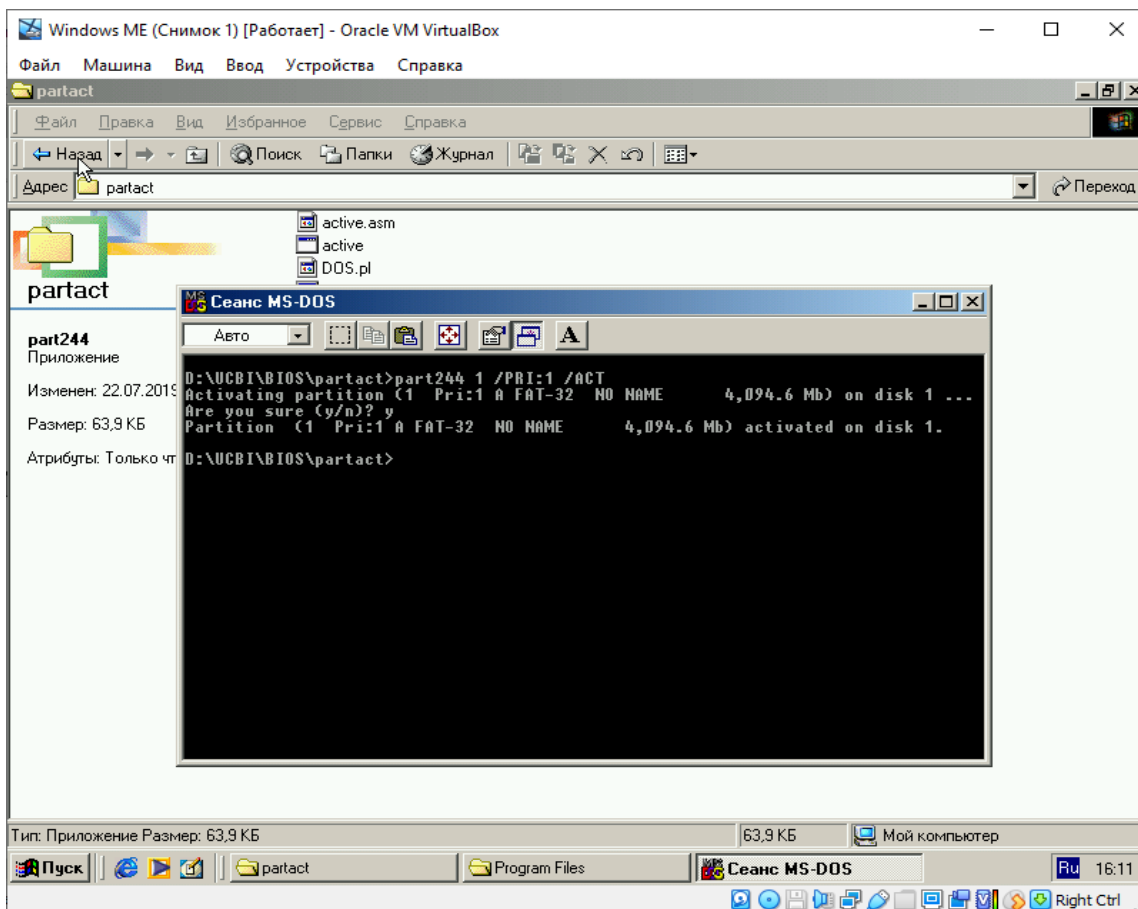 Windows ME (Снимок 1) [Работает] - Oracle VM VirtualBox
Файл Машина Вид Ввод Устройства Справка
partact
Файл Правка Вид Избранное Сервис Справка
Назад Поиск Папки Журнал
Адрес partact Переход
active.asm
active
DOS.pl
partact
part244
Приложение
Изменен: 22.07.2019
Размер: 63,9 КБ
Атрибуты: Только чт
Сеанс MS-DOS
Авто
D:\UCBI\BIOS\partact>part244 1 /PRI:1 /ACT
Activating partition (1 Pri:1 A FAT-32 NO NAME 4,094.6 Mb) on disk 1 ...
Are you sure (y/n)? y
Partition (1 Pri:1 A FAT-32 NO NAME 4,094.6 Mb) activated on disk 1.
D:\UCBI\BIOS\partact>
Тип: Приложение Размер: 63,9 КБ 63,9 КБ Мой компьютер
Пуск partact Program Files Сеанс MS-DOS Ru 16:11
Right Ctrl